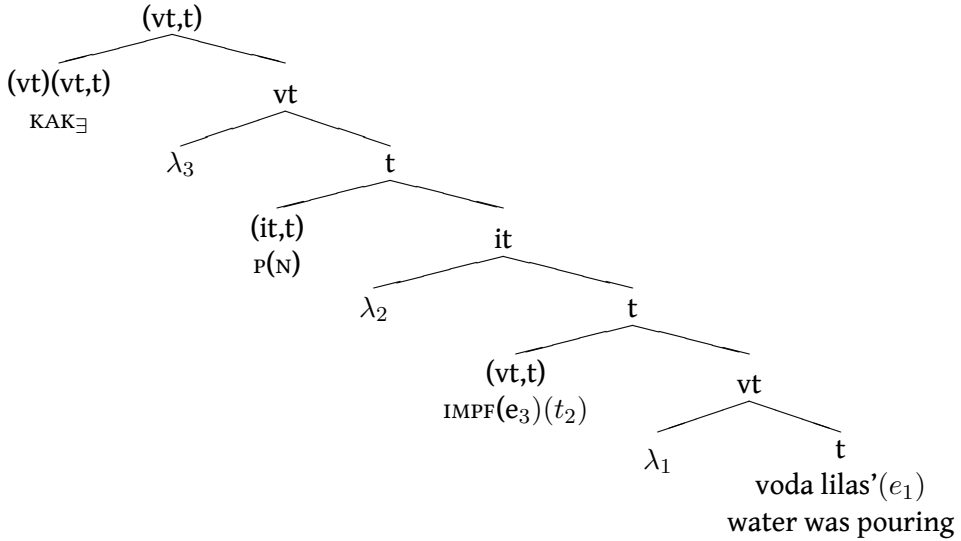 (vt,t)
(vt)(vt,t)
KAK∃
vt
λ3
t
(it,t)
P(N)
it
λ2
t
(vt,t)
IMPF(e3)(t2)
vt
λ1
t
voda lilas’(e1)
water was pouring